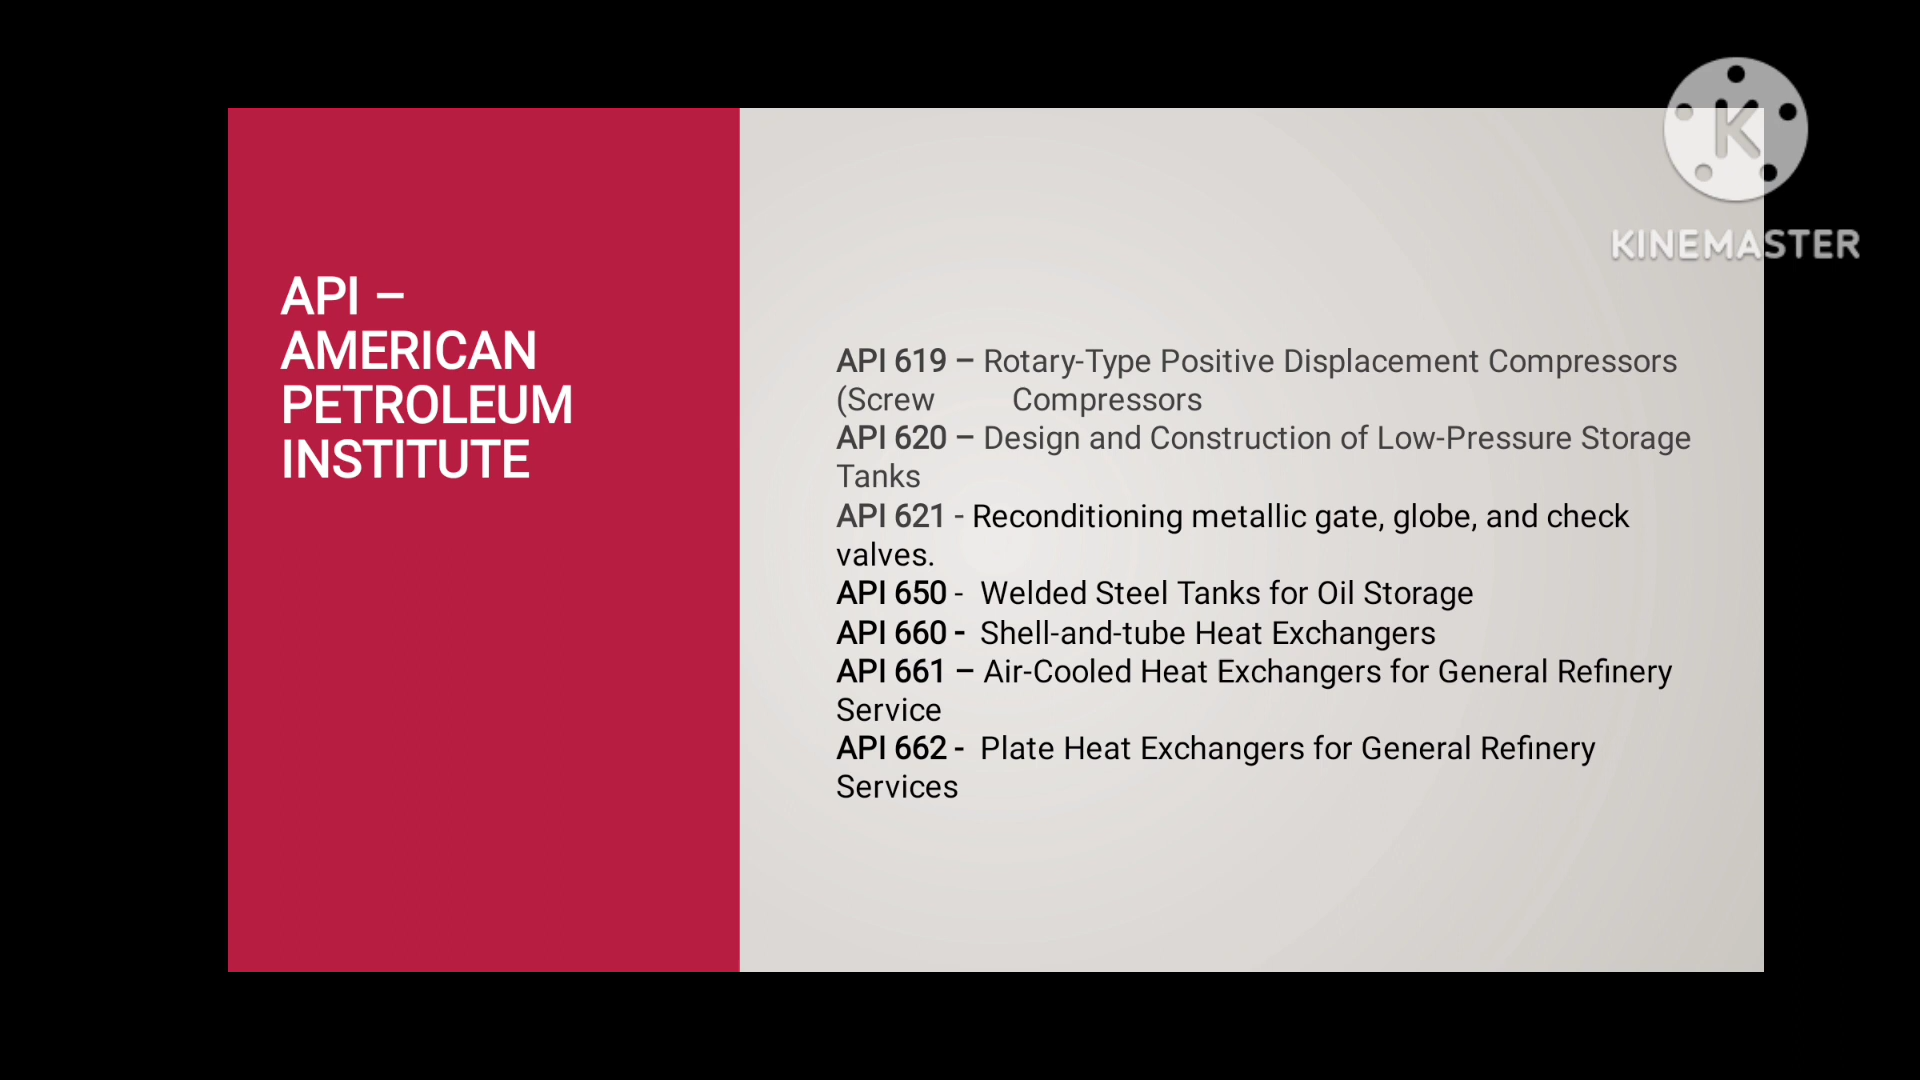 API –
AMERICAN
PETROLEUM
INSTITUTE
API 619 – Rotary-Type Positive Displacement Compressors
(Screw Compressors
API 620 – Design and Construction of Low-Pressure Storage
Tanks
API 621 - Reconditioning metallic gate, globe, and check
valves.
API 650 - Welded Steel Tanks for Oil Storage
API 660 - Shell-and-tube Heat Exchangers
API 661 – Air-Cooled Heat Exchangers for General Refinery
Service
API 662 - Plate Heat Exchangers for General Refinery
Services
K
KINEMASTER